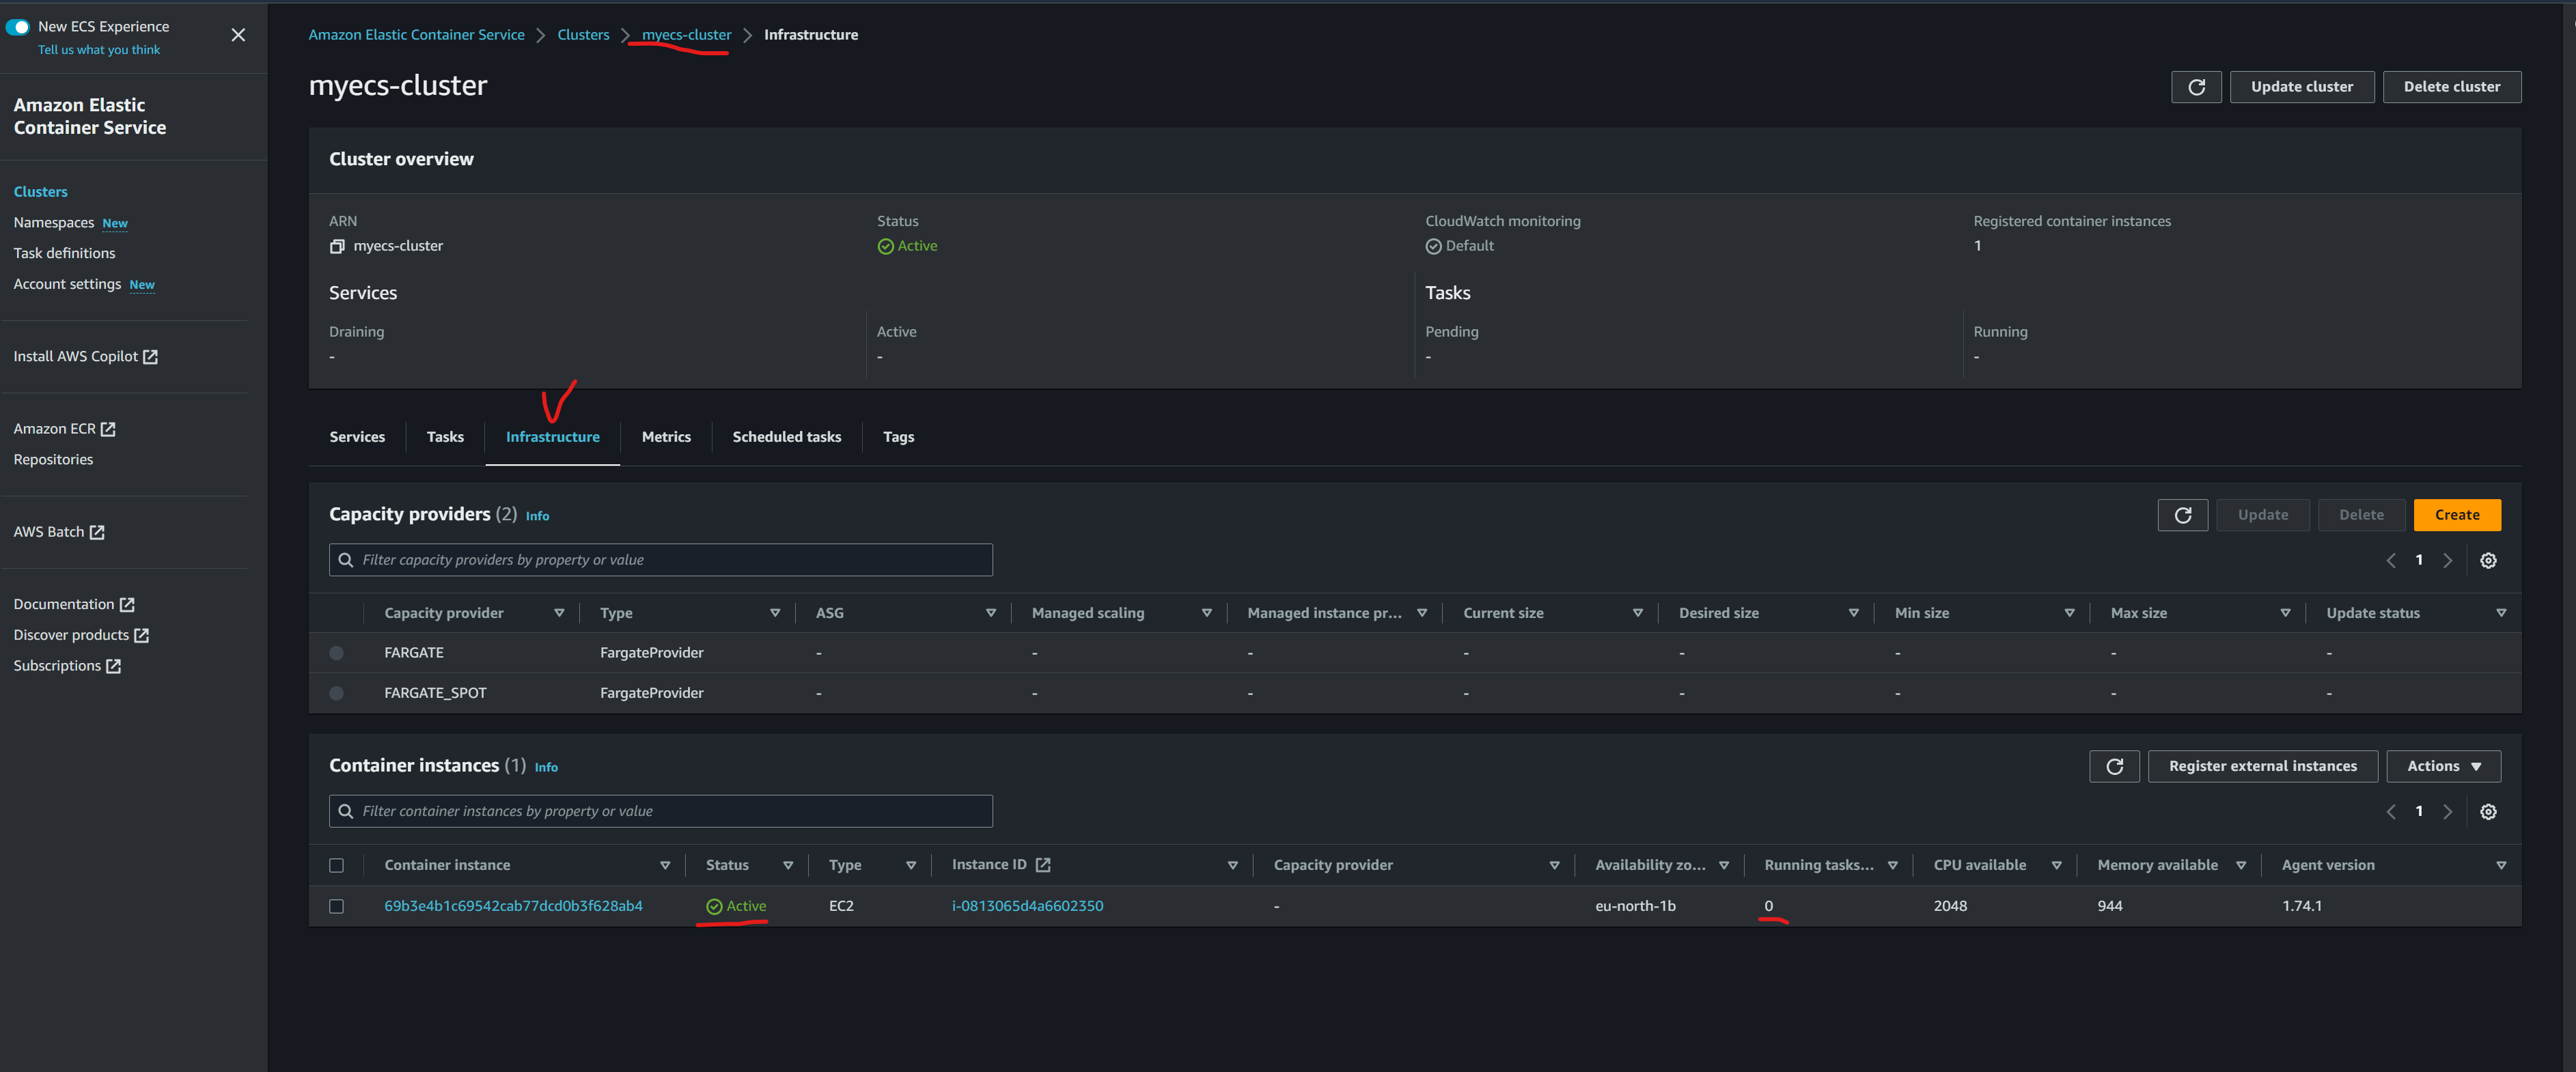 New ECS Experience
Tell us what you think
Amazon Elastic
Container Service
Clusters
Namespaces New
Task definitions
Account settings New
Install AWS Copilot
Amazon ECR
Repositories
AWS Batch
Documentation
Discover products
Subscriptions
Amazon Elastic Container Service > Clusters > myecs-cluster > Infrastructure
myecs-cluster
Update cluster Delete cluster
Cluster overview
ARN Status CloudWatch monitoring Registered container instances
myecs-cluster Active Default 1
Services Tasks
Draining Active Pending Running
- - - -
Services Tasks Infrastructure Metrics Scheduled tasks Tags
Capacity providers (2) Info
Update Delete Create
Filter capacity providers by property or value
1
Capacity provider Type ASG Managed scaling Managed instance pr... Current size Desired size Min size Max size Update status
FARGATE FargateProvider - - - - - - - -
FARGATE_SPOT FargateProvider - - - - - - - -
Container instances (1) Info
Register external instances Actions
Filter container instances by property or value
1
Container instance Status Type Instance ID Capacity provider Availability zo... Running tasks... CPU available Memory available Agent version
69b3e4b1c69542cab77dcd0b3f628ab4 Active EC2 i-0813065d4a6602350 - eu-north-1b 0 2048 944 1.74.1